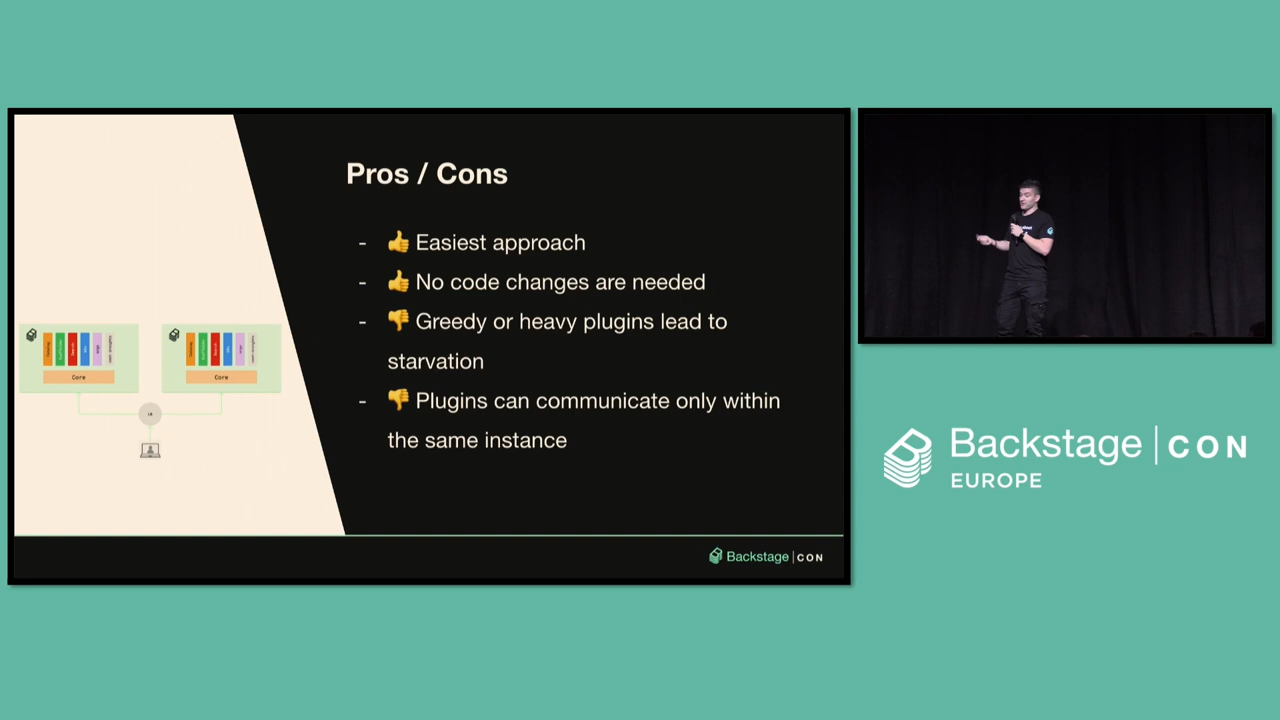 Pros / Cons
- 👍 Easiest approach
- 👍 No code changes are needed
- 👎 Greedy or heavy plugins lead to
starvation
- 👎 Plugins can communicate only within
the same instance
Core
Core
LB
Backstage | CON
Backstage | CON
EUROPE